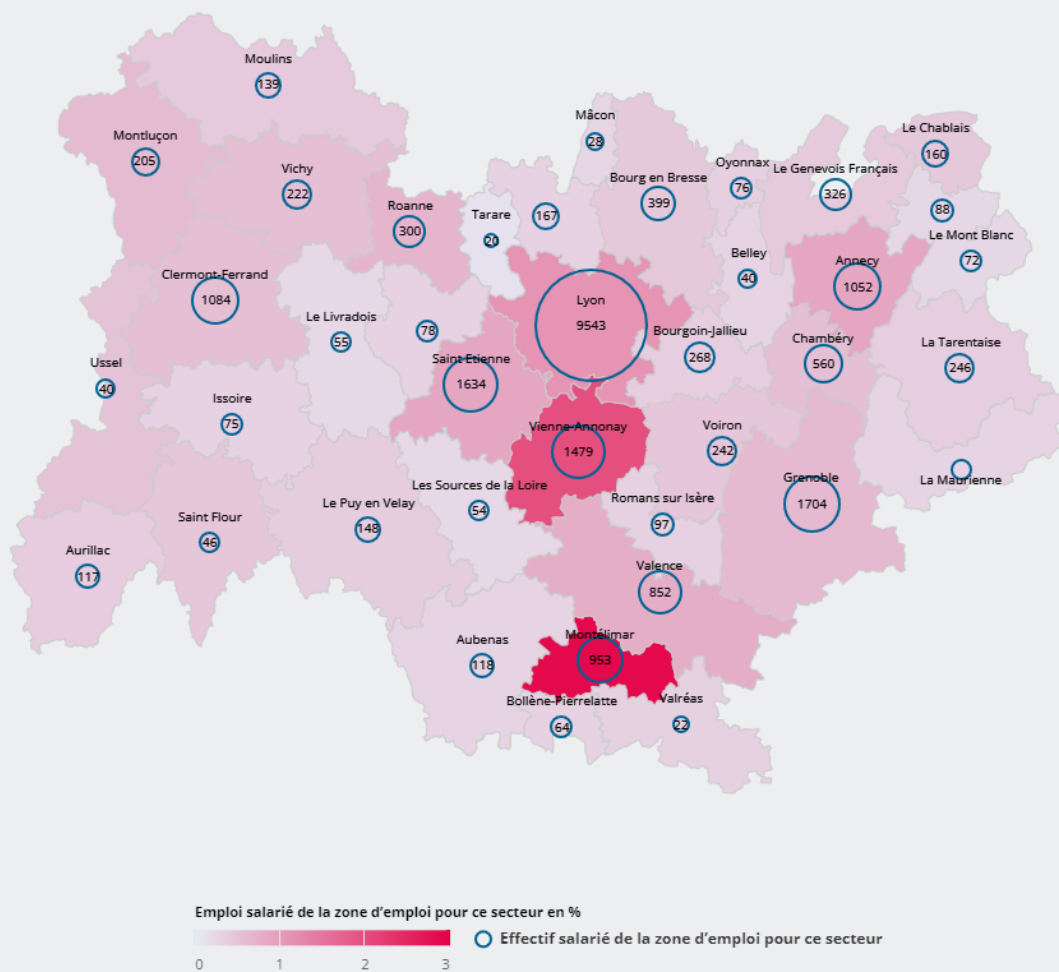 Moulins
139
Mâcon
28
Montluçon
205
Le Chablais
160
Vichy
222
Oyonnax
76
Bourg en Bresse
399
Le Genevois Français
326
Roanne
300
Tarare
20
167
88
Le Mont Blanc
72
Belley
40
Annecy
1052
Clermont-Ferrand
1084
Lyon
9543
Le Livradois
55
78
Bourgoin-Jallieu
268
Chambéry
560
La Tarentaise
246
Ussel
40
Saint Etienne
1634
Issoire
75
Vienne-Annonay
1479
Voiron
242
Grenoble
1704
La Maurienne
Les Sources de la Loire
54
Romans sur Isère
97
Le Puy en Velay
148
Saint Flour
46
Aurillac
117
Valence
852
Aubenas
118
Montélimar
953
Bollène-Pierrelatte
64
Valréas
22
Emploi salarié de la zone d’emploi pour ce secteur en %
0 1 2 3
Effectif salarié de la zone d’emploi pour ce secteur